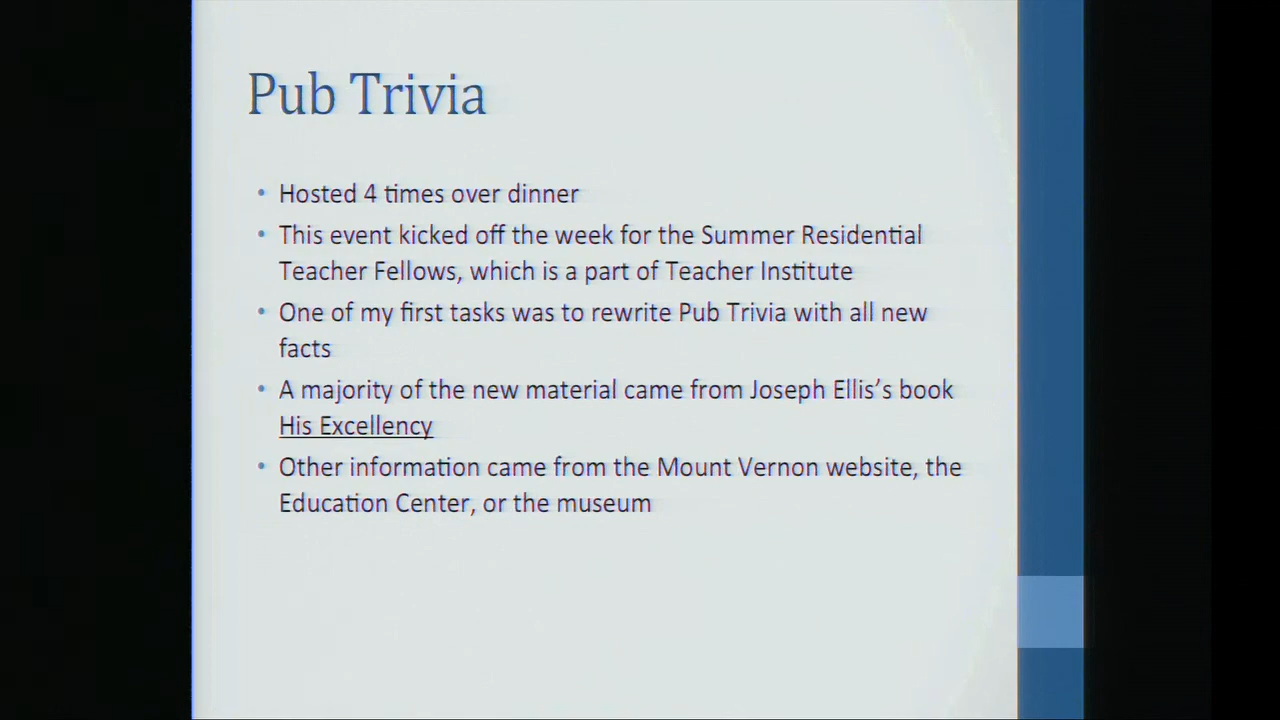 Pub Trivia
• Hosted 4 times over dinner
• This event kicked off the week for the Summer Residential
Teacher Fellows, which is a part of Teacher Institute
• One of my first tasks was to rewrite Pub Trivia with all new
facts
• A majority of the new material came from Joseph Ellis’s book
His Excellency
• Other information came from the Mount Vernon website, the
Education Center, or the museum